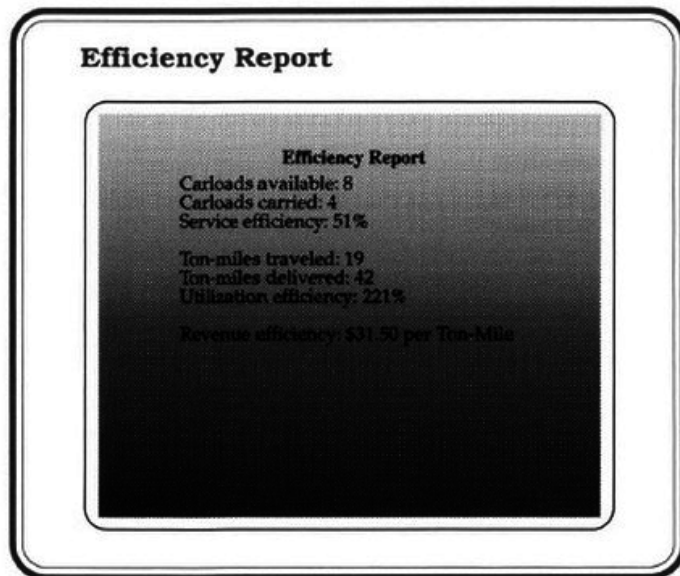 Efficiency Report
Efficiency Report
Carloads available: 8
Carloads carried: 4
Service efficiency: 51%
Ton-miles traveled: 19
Ton-miles delivered: 42
Utilization efficiency: 221%
Revenue efficiency: $31.50 per Ton-Mile